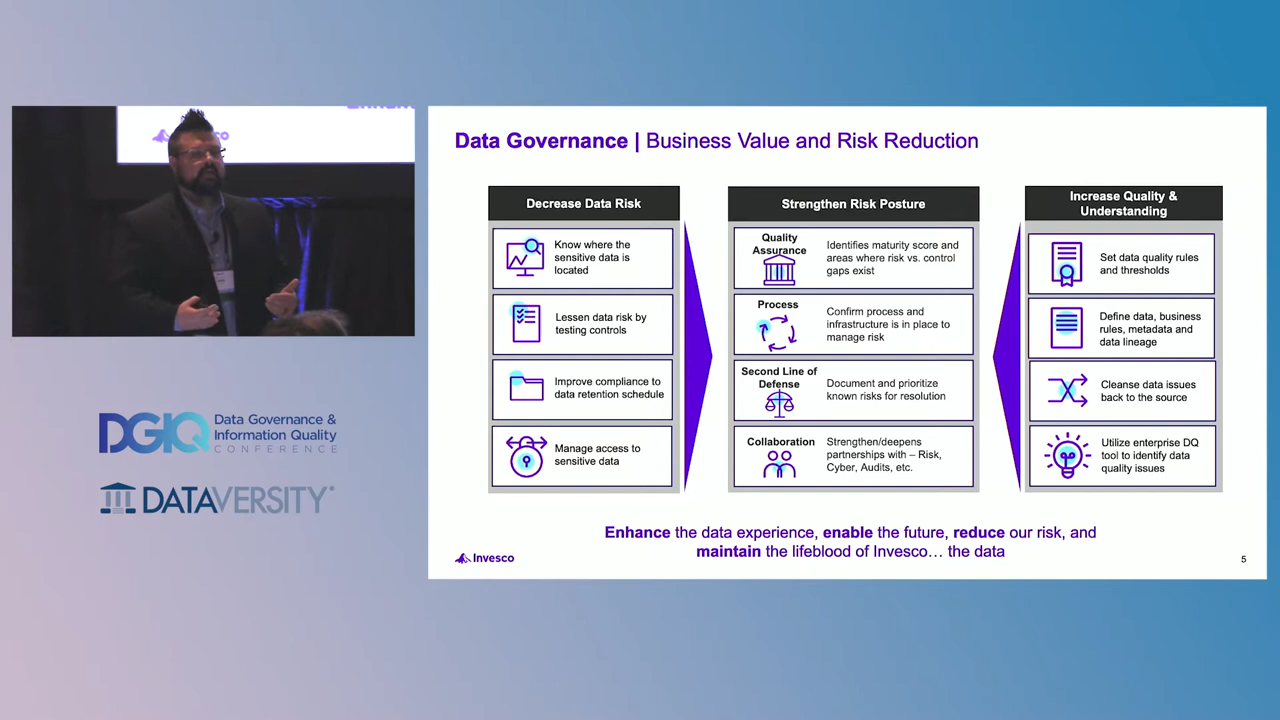 Data Governance | Business Value and Risk Reduction
Decrease Data Risk
Know where the
sensitive data is
located
Lessen data risk by
testing controls
Improve compliance to
data retention schedule
Manage access to
sensitive data
Strengthen Risk Posture
Quality
Assurance
Identifies maturity score and
areas where risk vs. control
gaps exist
Process
Confirm process and
infrastructure is in place to
manage risk
Second Line of
Defense
Document and prioritize
known risks for resolution
Collaboration
Strengthen/deepens
partnerships with – Risk,
Cyber, Audits, etc.
Increase Quality &
Understanding
Set data quality rules
and thresholds
Define data, business
rules, metadata and
data lineage
Cleanse data issues
back to the source
Utilize enterprise DQ
tool to identify data
quality issues
Enhance the data experience, enable the future, reduce our risk, and
maintain the lifeblood of Invesco… the data
Invesco
5
DGIQ
Data Governance &
Information Quality
CONFERENCE
DATAVERSITY